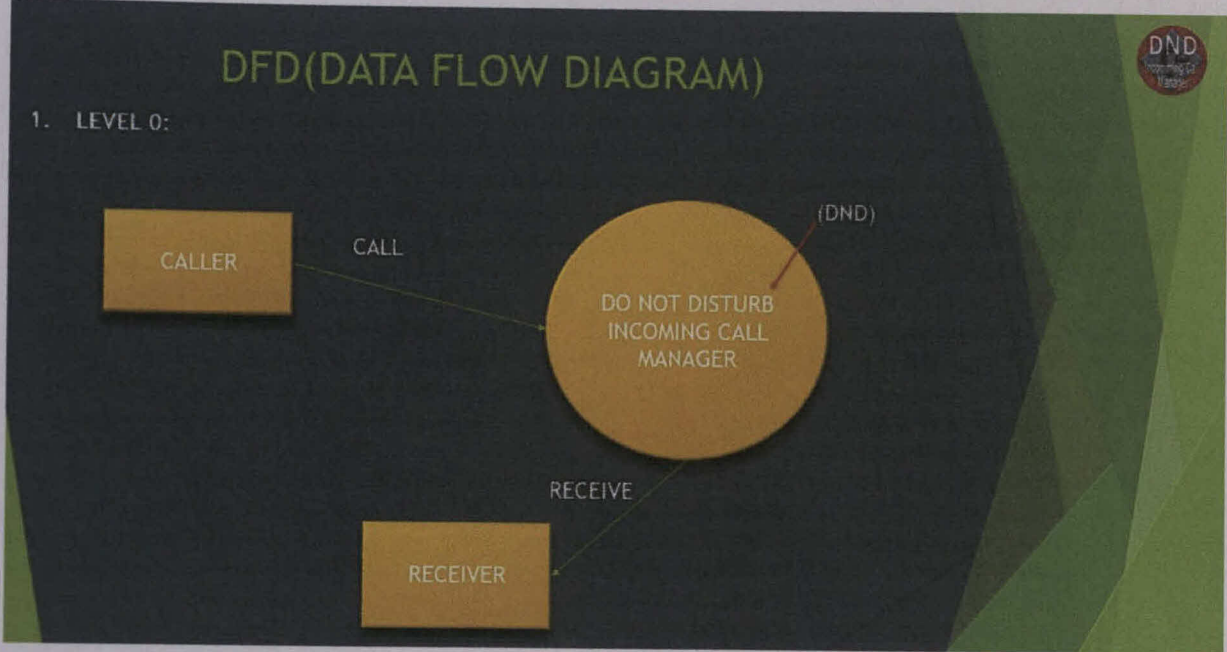 DFD(DATA FLOW DIAGRAM)
DND
1. LEVEL 0:
(DND)
CALL
CALLER
DO NOT DISTURB
INCOMING CALL
MANAGER
RECEIVE
RECEIVER